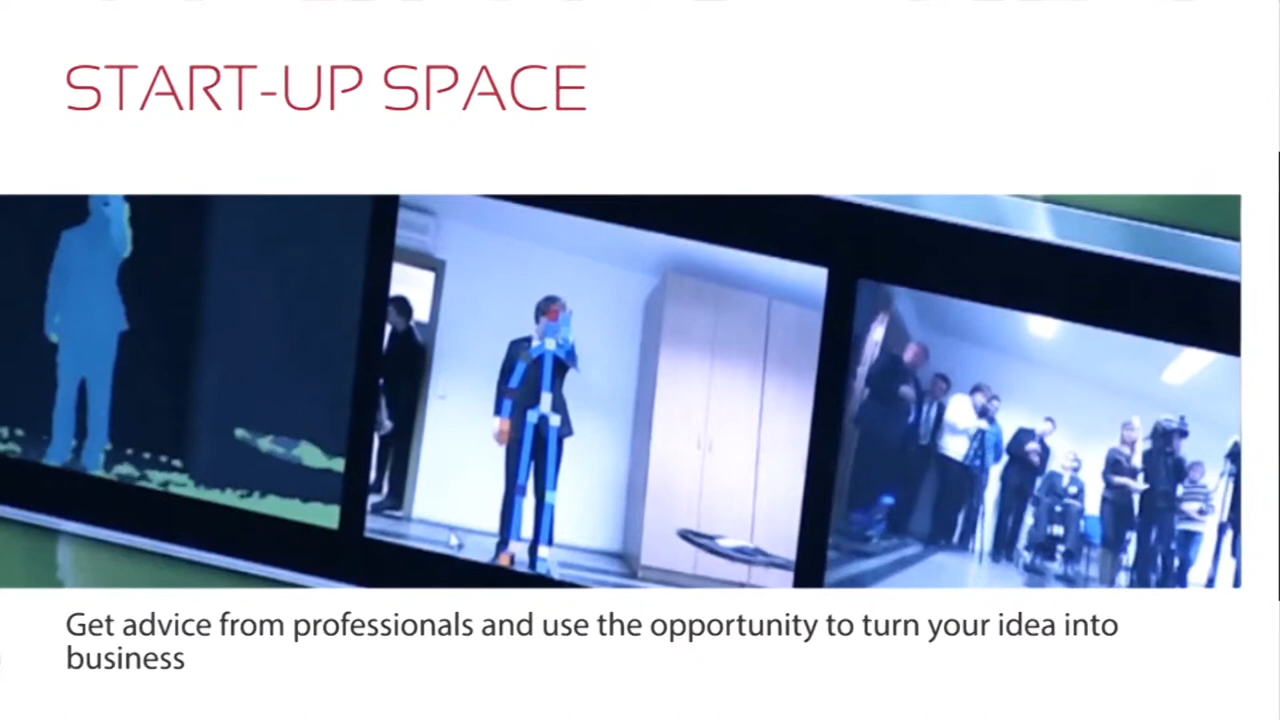 START-UP SPACE
Get advice from professionals and use the opportunity to turn your idea into
business